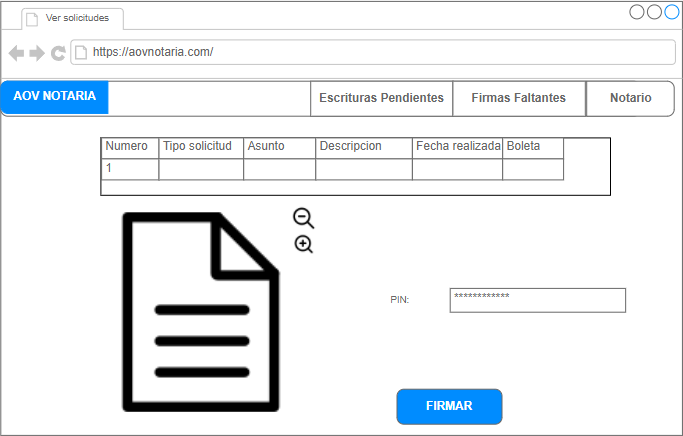 Ver solicitudes
https://aovnotaria.com/
AOV NOTARIA Escrituras Pendientes Firmas Faltantes Notario
Numero Tipo solicitud Asunto Descripcion Fecha realizada Boleta
1
PIN: ************
FIRMAR